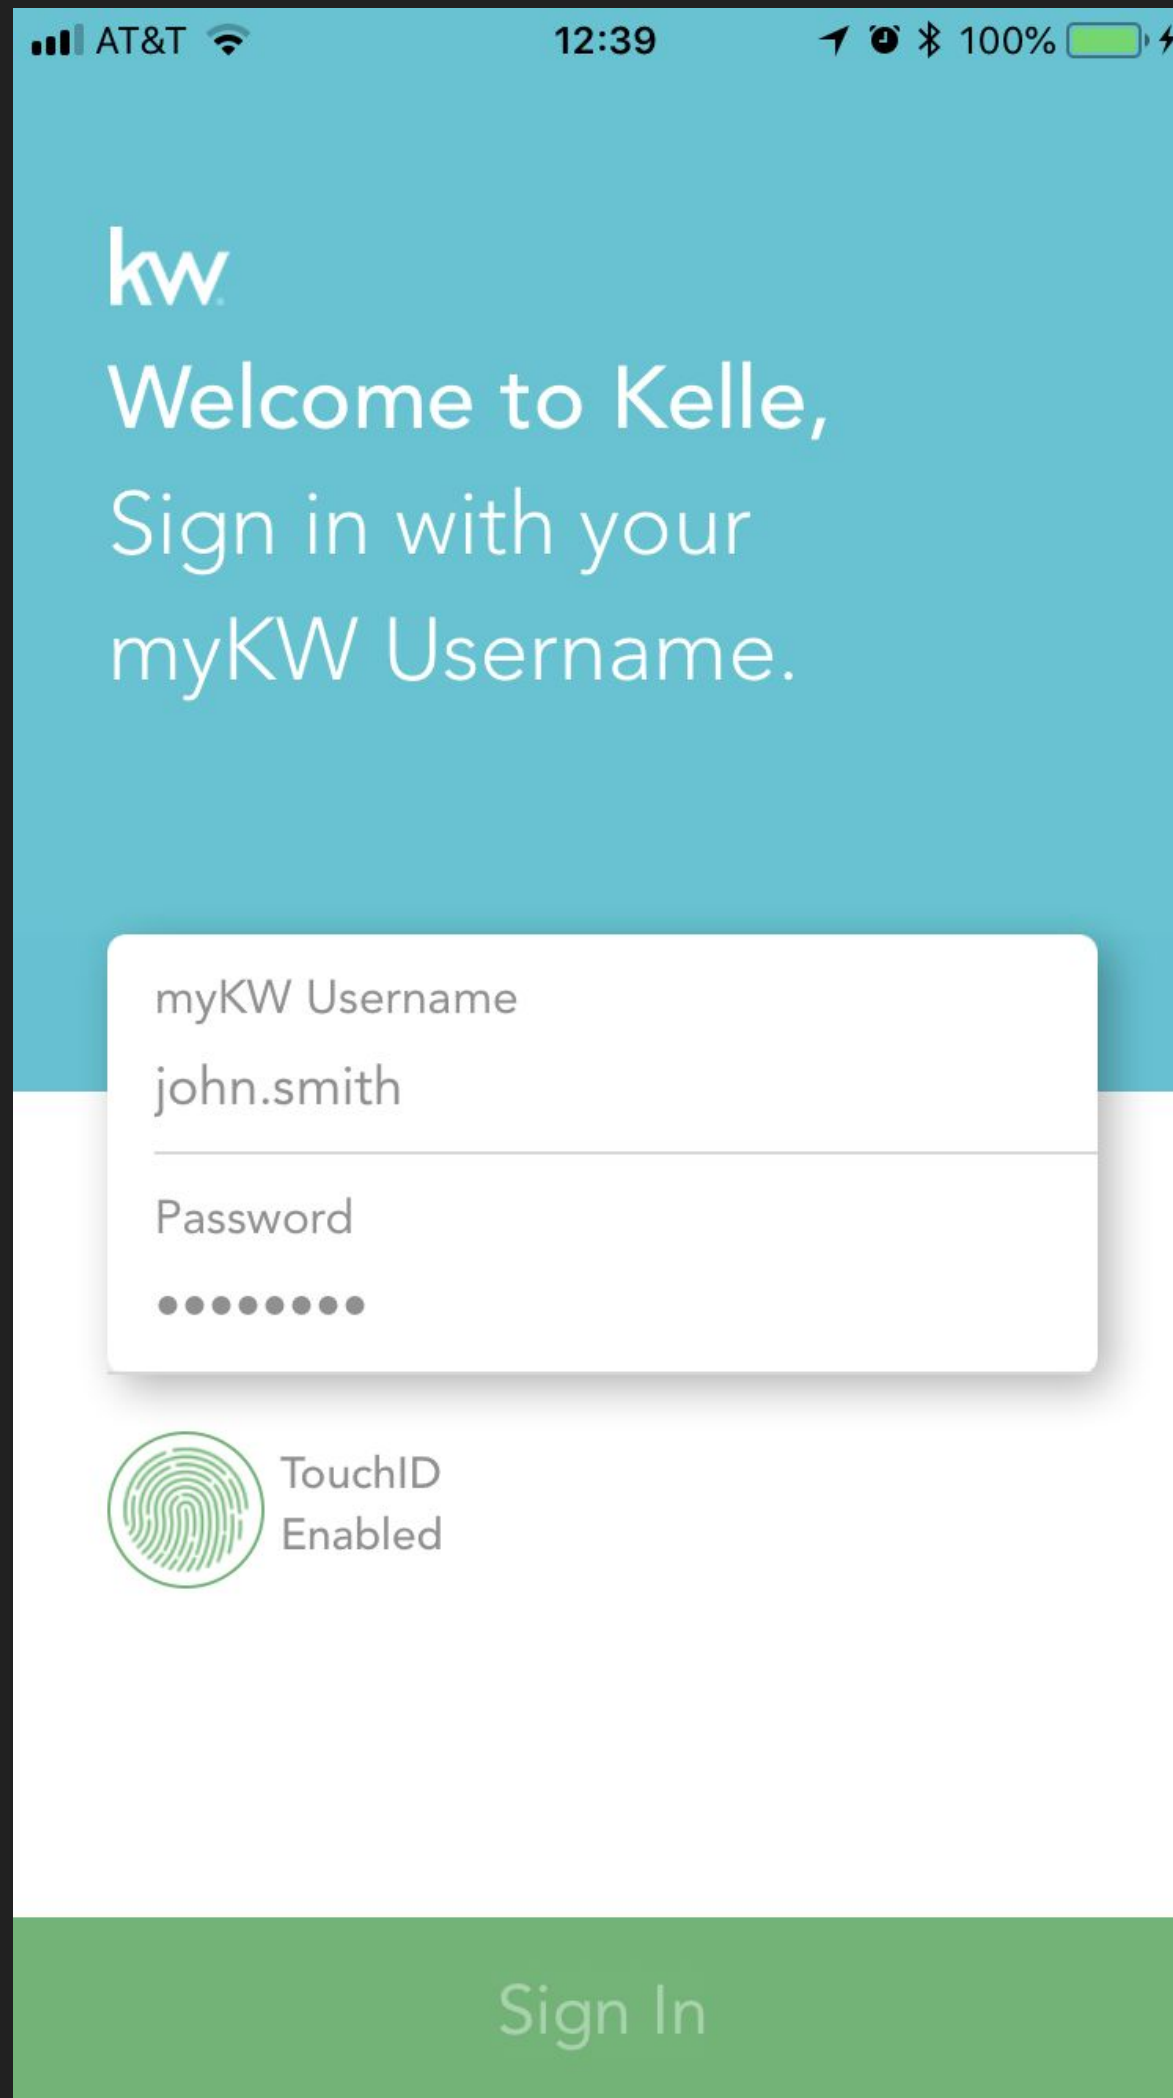 AT&T 12:39 100%
kw
Welcome to Kelle,
Sign in with your
myKW Username.
myKW Username
john.smith
Password
••••••••
TouchID
Enabled
Sign In